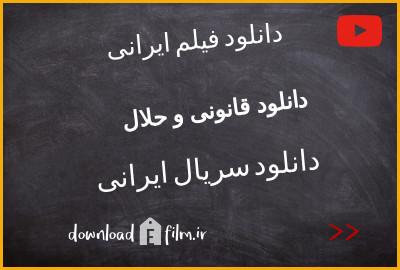 دانلود فیلم ایرانی
دانلود قانونی و حلال
دانلود سریال ایرانی
download E film.ir
>>